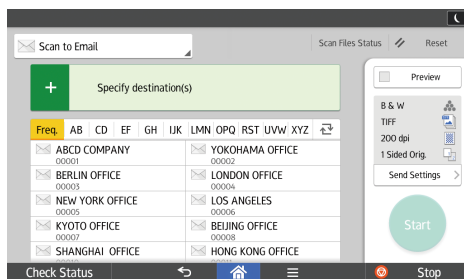 Scan to Email
Scan Files Status
Reset
+ Specify destination(s)
Freq. AB CD EF GH IJK LMN OPQ RST UVW XYZ
ABCD COMPANY
00001
YOKOHAMA OFFICE
00002
BERLIN OFFICE
00003
LONDON OFFICE
00004
NEW YORK OFFICE
00005
LOS ANGELES
00006
KYOTO OFFICE
00007
BEIJING OFFICE
00008
SHANGHAI OFFICE
HONG KONG OFFICE
Preview
B & W
TIFF
200 dpi
1 Sided Orig.
Send Settings
Start
Check Status
Stop